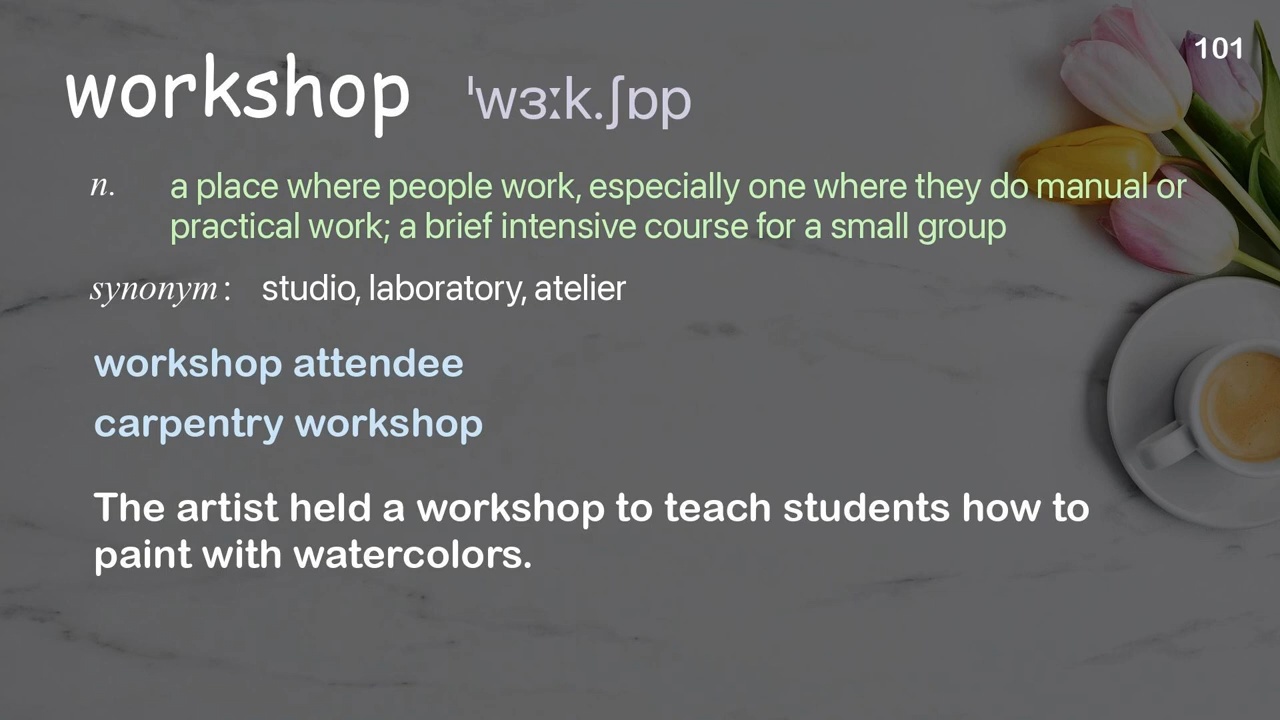 101
workshop ˈwɜːk.ʃɒp
n. a place where people work, especially one where they do manual or
practical work; a brief intensive course for a small group
synonym: studio, laboratory, atelier
workshop attendee
carpentry workshop
The artist held a workshop to teach students how to
paint with watercolors.